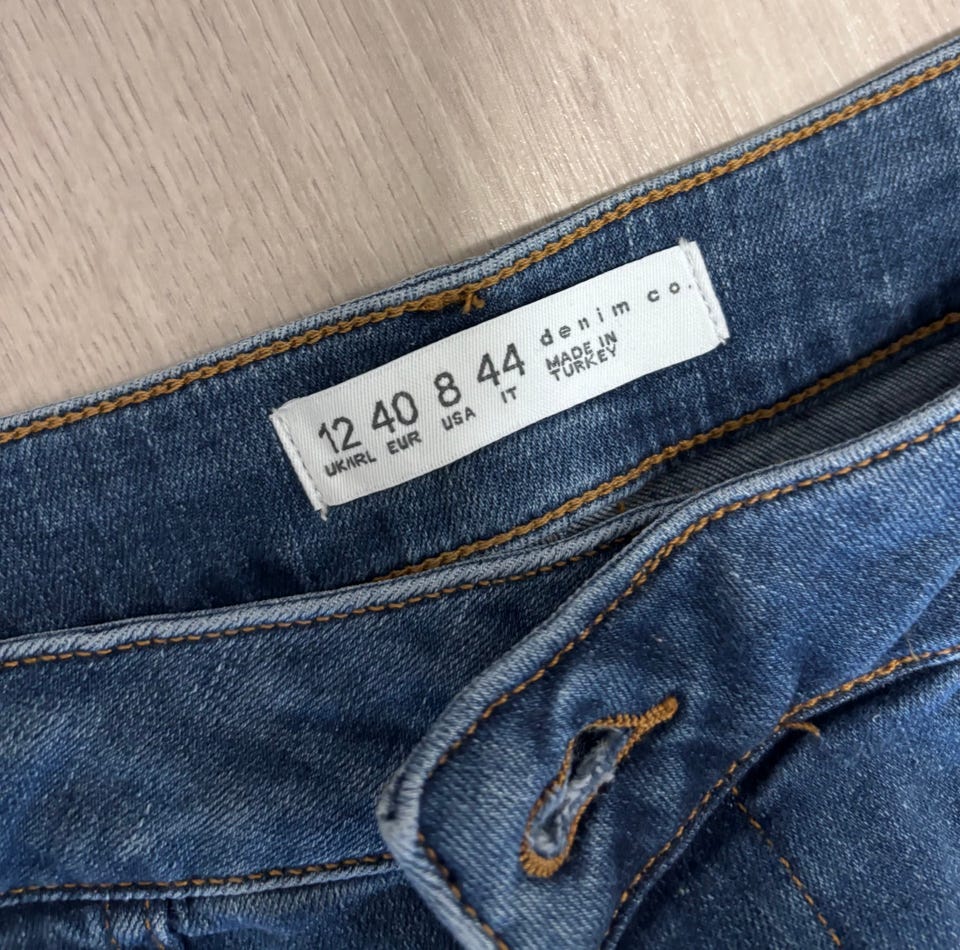 12 40 8 44 denim co.
UK/IRL EUR USA IT MADE IN
TURKEY